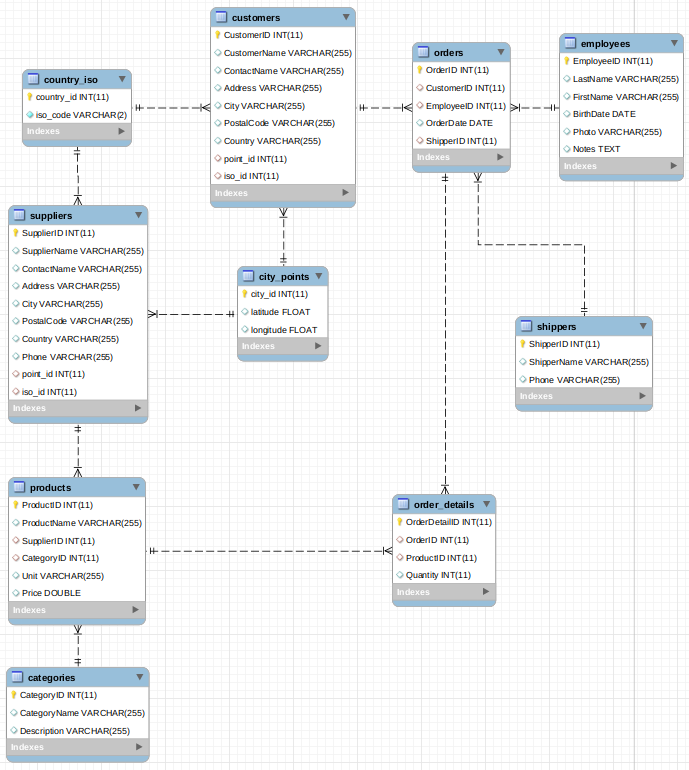 customers
CustomerID INT(11)
CustomerName VARCHAR(255)
ContactName VARCHAR(255)
Address VARCHAR(255)
City VARCHAR(255)
PostalCode VARCHAR(255)
Country VARCHAR(255)
point_id INT(11)
iso_id INT(11)
Indexes
orders
OrderID INT(11)
CustomerID INT(11)
EmployeeID INT(11)
OrderDate DATE
ShipperID INT(11)
Indexes
employees
EmployeeID INT(11)
LastName VARCHAR(255)
FirstName VARCHAR(255)
BirthDate DATE
Photo VARCHAR(255)
Notes TEXT
Indexes
country_iso
country_id INT(11)
iso_code VARCHAR(2)
Indexes
suppliers
SupplierID INT(11)
SupplierName VARCHAR(255)
ContactName VARCHAR(255)
Address VARCHAR(255)
City VARCHAR(255)
PostalCode VARCHAR(255)
Country VARCHAR(255)
Phone VARCHAR(255)
point_id INT(11)
iso_id INT(11)
Indexes
city_points
city_id INT(11)
latitude FLOAT
longitude FLOAT
Indexes
shippers
ShipperID INT(11)
ShipperName VARCHAR(255)
Phone VARCHAR(255)
Indexes
products
ProductID INT(11)
ProductName VARCHAR(255)
SupplierID INT(11)
CategoryID INT(11)
Unit VARCHAR(255)
Price DOUBLE
Indexes
order_details
OrderDetailID INT(11)
OrderID INT(11)
ProductID INT(11)
Quantity INT(11)
Indexes
categories
CategoryID INT(11)
CategoryName VARCHAR(255)
Description VARCHAR(255)
Indexes